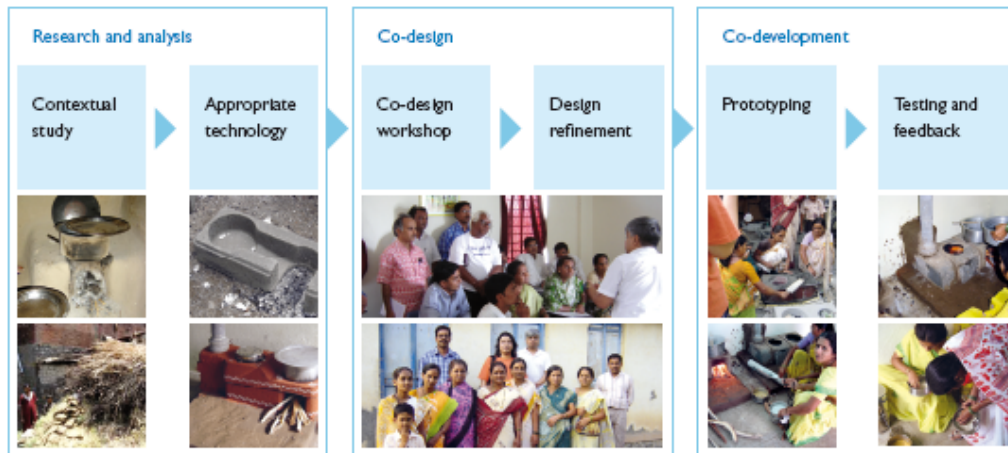 Research and analysis
Contextual
study
Appropriate
technology
Co-design
Co-design
workshop
Design
refinement
Co-development
Prototyping
Testing and
feedback